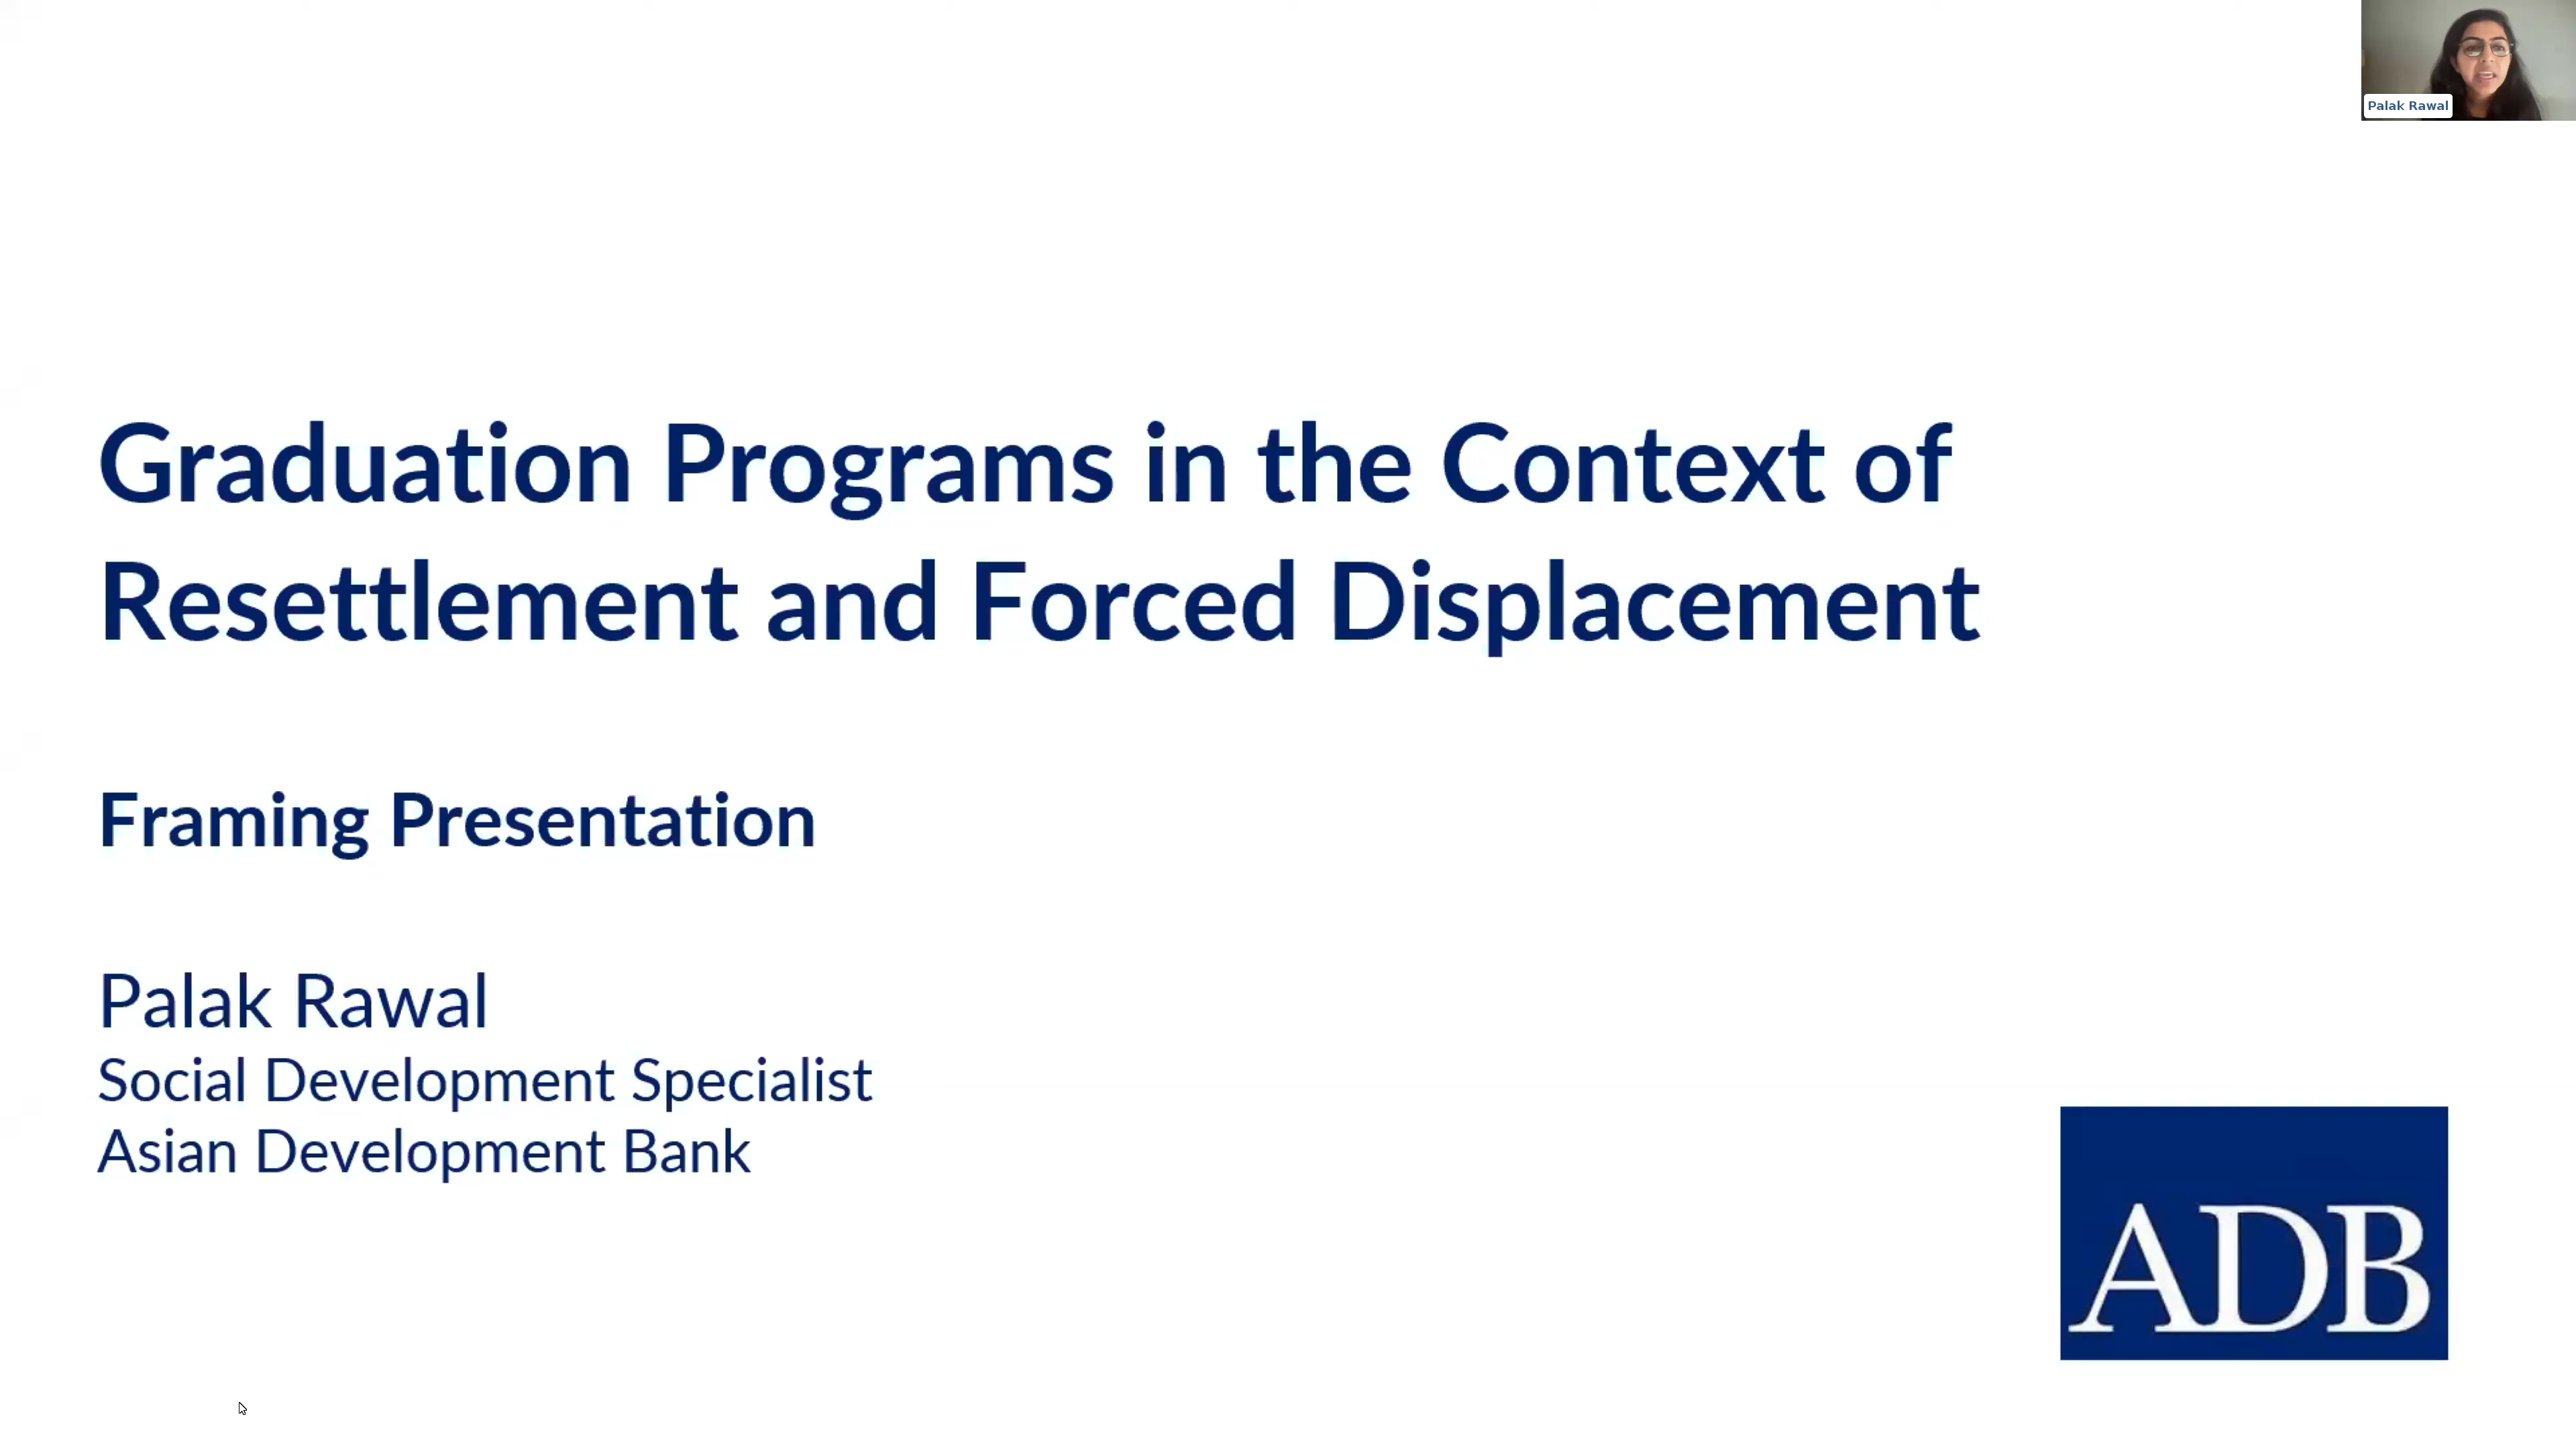 Palak Rawal
Graduation Programs in the Context of
Resettlement and Forced Displacement
Framing Presentation
Palak Rawal
Social Development Specialist
Asian Development Bank
ADB